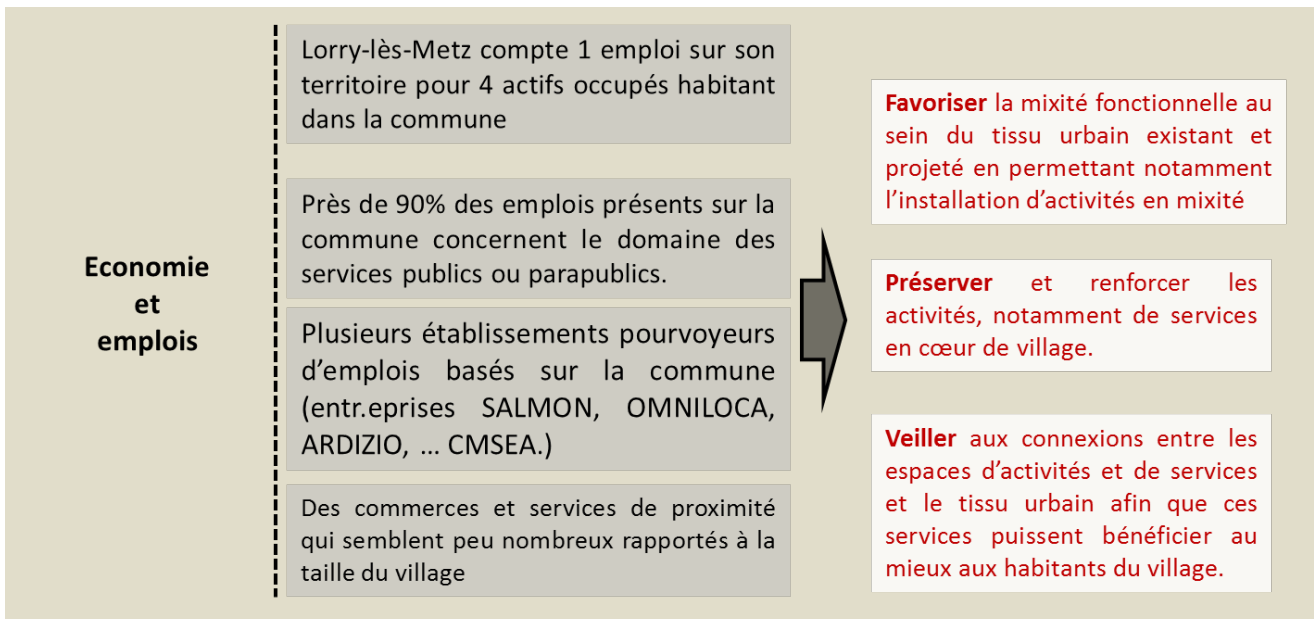 Economie
et
emplois
Lorry-lès-Metz compte 1 emploi sur son
territoire pour 4 actifs occupés habitant
dans la commune
Près de 90% des emplois présents sur la
commune concernent le domaine des
services publics ou parapublics.
Plusieurs établissements pourvoyeurs
d’emplois basés sur la commune
(entr.eprises SALMON, OMNILOCA,
ARDIZIO, … CMSEA.)
Des commerces et services de proximité
qui semblent peu nombreux rapportés à la
taille du village
Favoriser la mixité fonctionnelle au
sein du tissu urbain existant et
projeté en permettant notamment
l’installation d’activités en mixité
Préserver et renforcer les
activités, notamment de services
en cœur de village.
Veiller aux connexions entre les
espaces d’activités et de services
et le tissu urbain afin que ces
services puissent bénéficier au
mieux aux habitants du village.